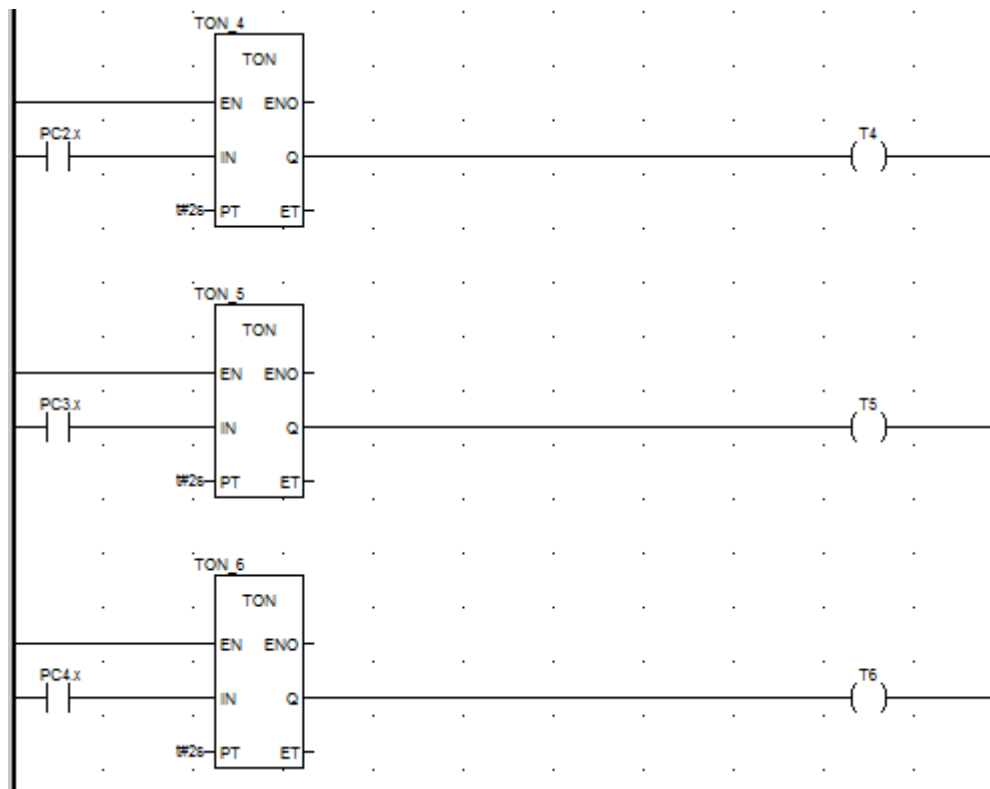 TON_4
TON
EN ENO
PC2.x T4
IN Q
t#2s PT ET
TON_5
TON
EN ENO
PC3.x T5
IN Q
t#2s PT ET
TON_6
TON
EN ENO
PC4.x T6
IN Q
t#2s PT ET